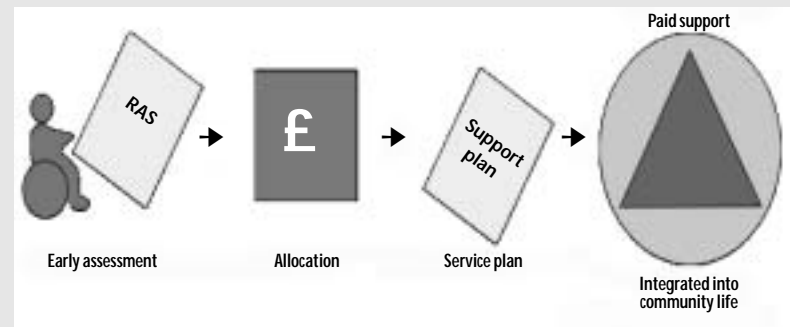 Paid support
RAS
£
Support
plan
Early assessment
Allocation
Service plan
Integrated into
community life